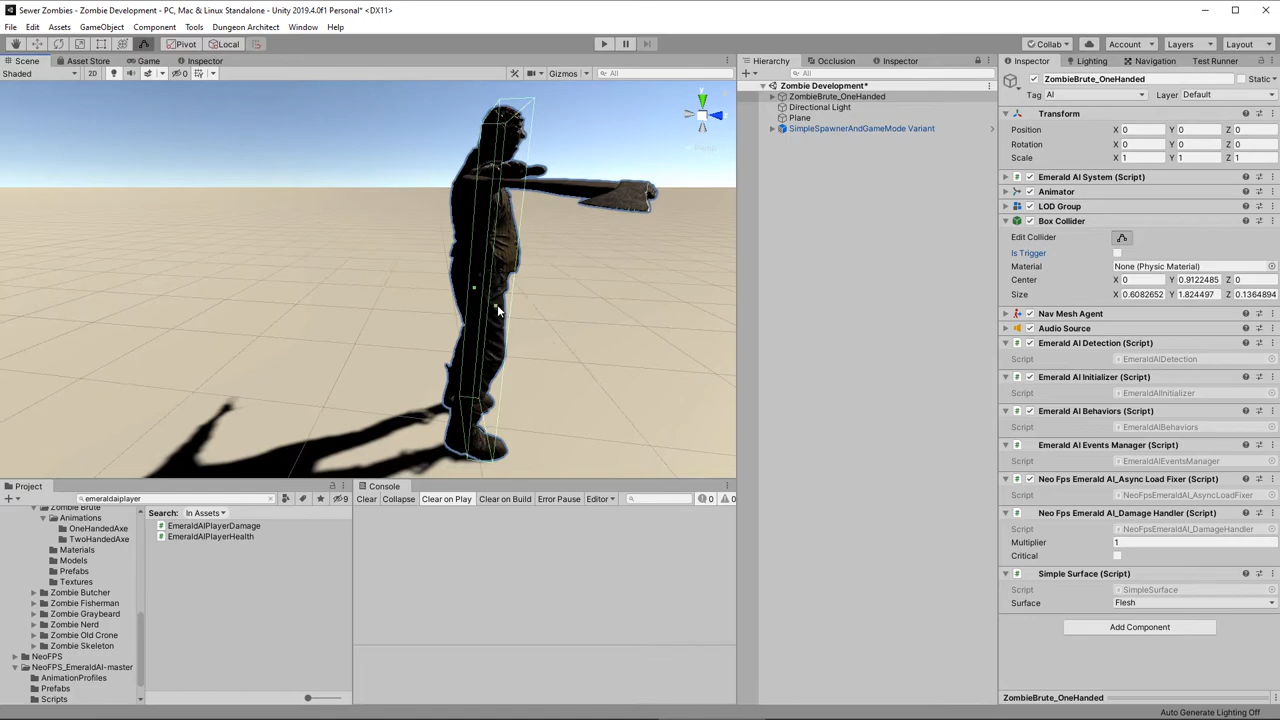 Sewer Zombies - Zombie Development - PC, Mac & Linux Standalone - Unity 2019.4.0f1 Personal* <DX11>
File Edit Assets GameObject Component Tools Dungeon Architect Window Help
Pivot Local Collab Account Layers Layout
Scene Asset Store Game Inspector
Shaded 2D 0 Gizmos All
Y
Persp
Hierarchy Occlusion Inspector
All
Zombie Development*
ZombieBrute_OneHanded
Directional Light
Plane
SimpleSpawnerAndGameMode Variant
Inspector Lighting Navigation Test Runner
ZombieBrute_OneHanded Static
Tag AI Layer Default
Transform
Position X 0 Y 0 Z 0
Rotation X 0 Y 0 Z 0
Scale X 1 Y 1 Z 1
Emerald AI System (Script)
Animator
LOD Group
Box Collider
Edit Collider
Is Trigger
Material None (Physic Material)
Center X 0 Y 0.9122485 Z 0
Size X 0.6082652 Y 1.824497 Z 0.1364894
Nav Mesh Agent
Audio Source
Emerald AI Detection (Script)
Script EmeraldAIDetection
Emerald AI Initializer (Script)
Script EmeraldAIInitializer
Emerald AI Behaviors (Script)
Script EmeraldAIBehaviors
Emerald AI Events Manager (Script)
Script EmeraldAIEventsManager
Neo Fps Emerald AI_Async Load Fixer (Script)
Script NeoFpsEmeraldAI_AsyncLoadFixer
Neo Fps Emerald AI_Damage Handler (Script)
Script NeoFpsEmeraldAI_DamageHandler
Multiplier 1
Critical
Simple Surface (Script)
Script SimpleSurface
Surface Flesh
Add Component
ZombieBrute_OneHanded
Project
emeraldaiplayer 9
Zombie Brute
Animations
OneHandedAxe
TwoHandedAxe
Materials
Models
Prefabs
Textures
Zombie Butcher
Zombie Fisherman
Zombie Graybeard
Zombie Nerd
Zombie Old Crone
Zombie Skeleton
NeoFPS
NeoFPS_EmeraldAI-master
AnimationProfiles
Prefabs
Scripts
Search: In Assets
EmeraldAIPlayerDamage
EmeraldAIPlayerHealth
Console
Clear Collapse Clear on Play Clear on Build Error Pause Editor 0 0
Auto Generate Lighting Off